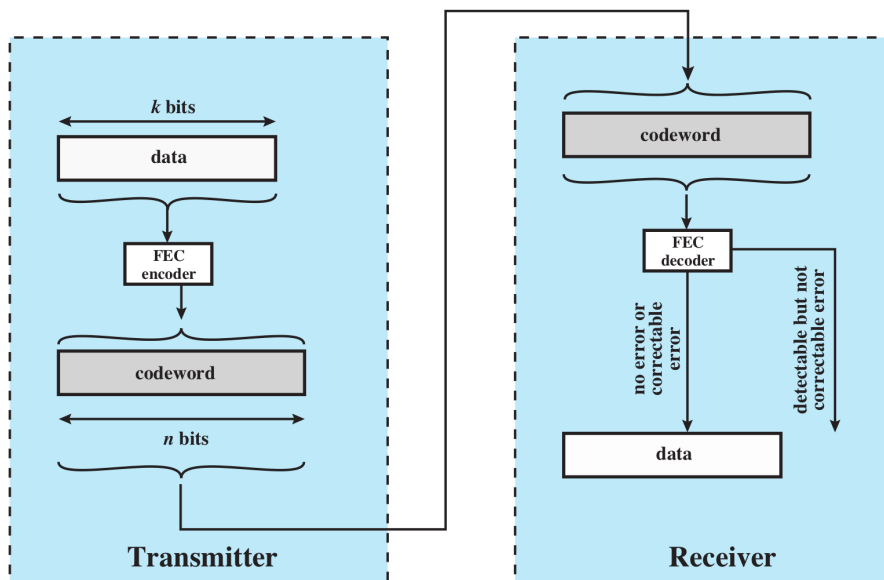 k bits
data
FEC
encoder
codeword
n bits
Transmitter
codeword
FEC
decoder
no error or
correctable
error
detectable but not
correctable error
data
Receiver